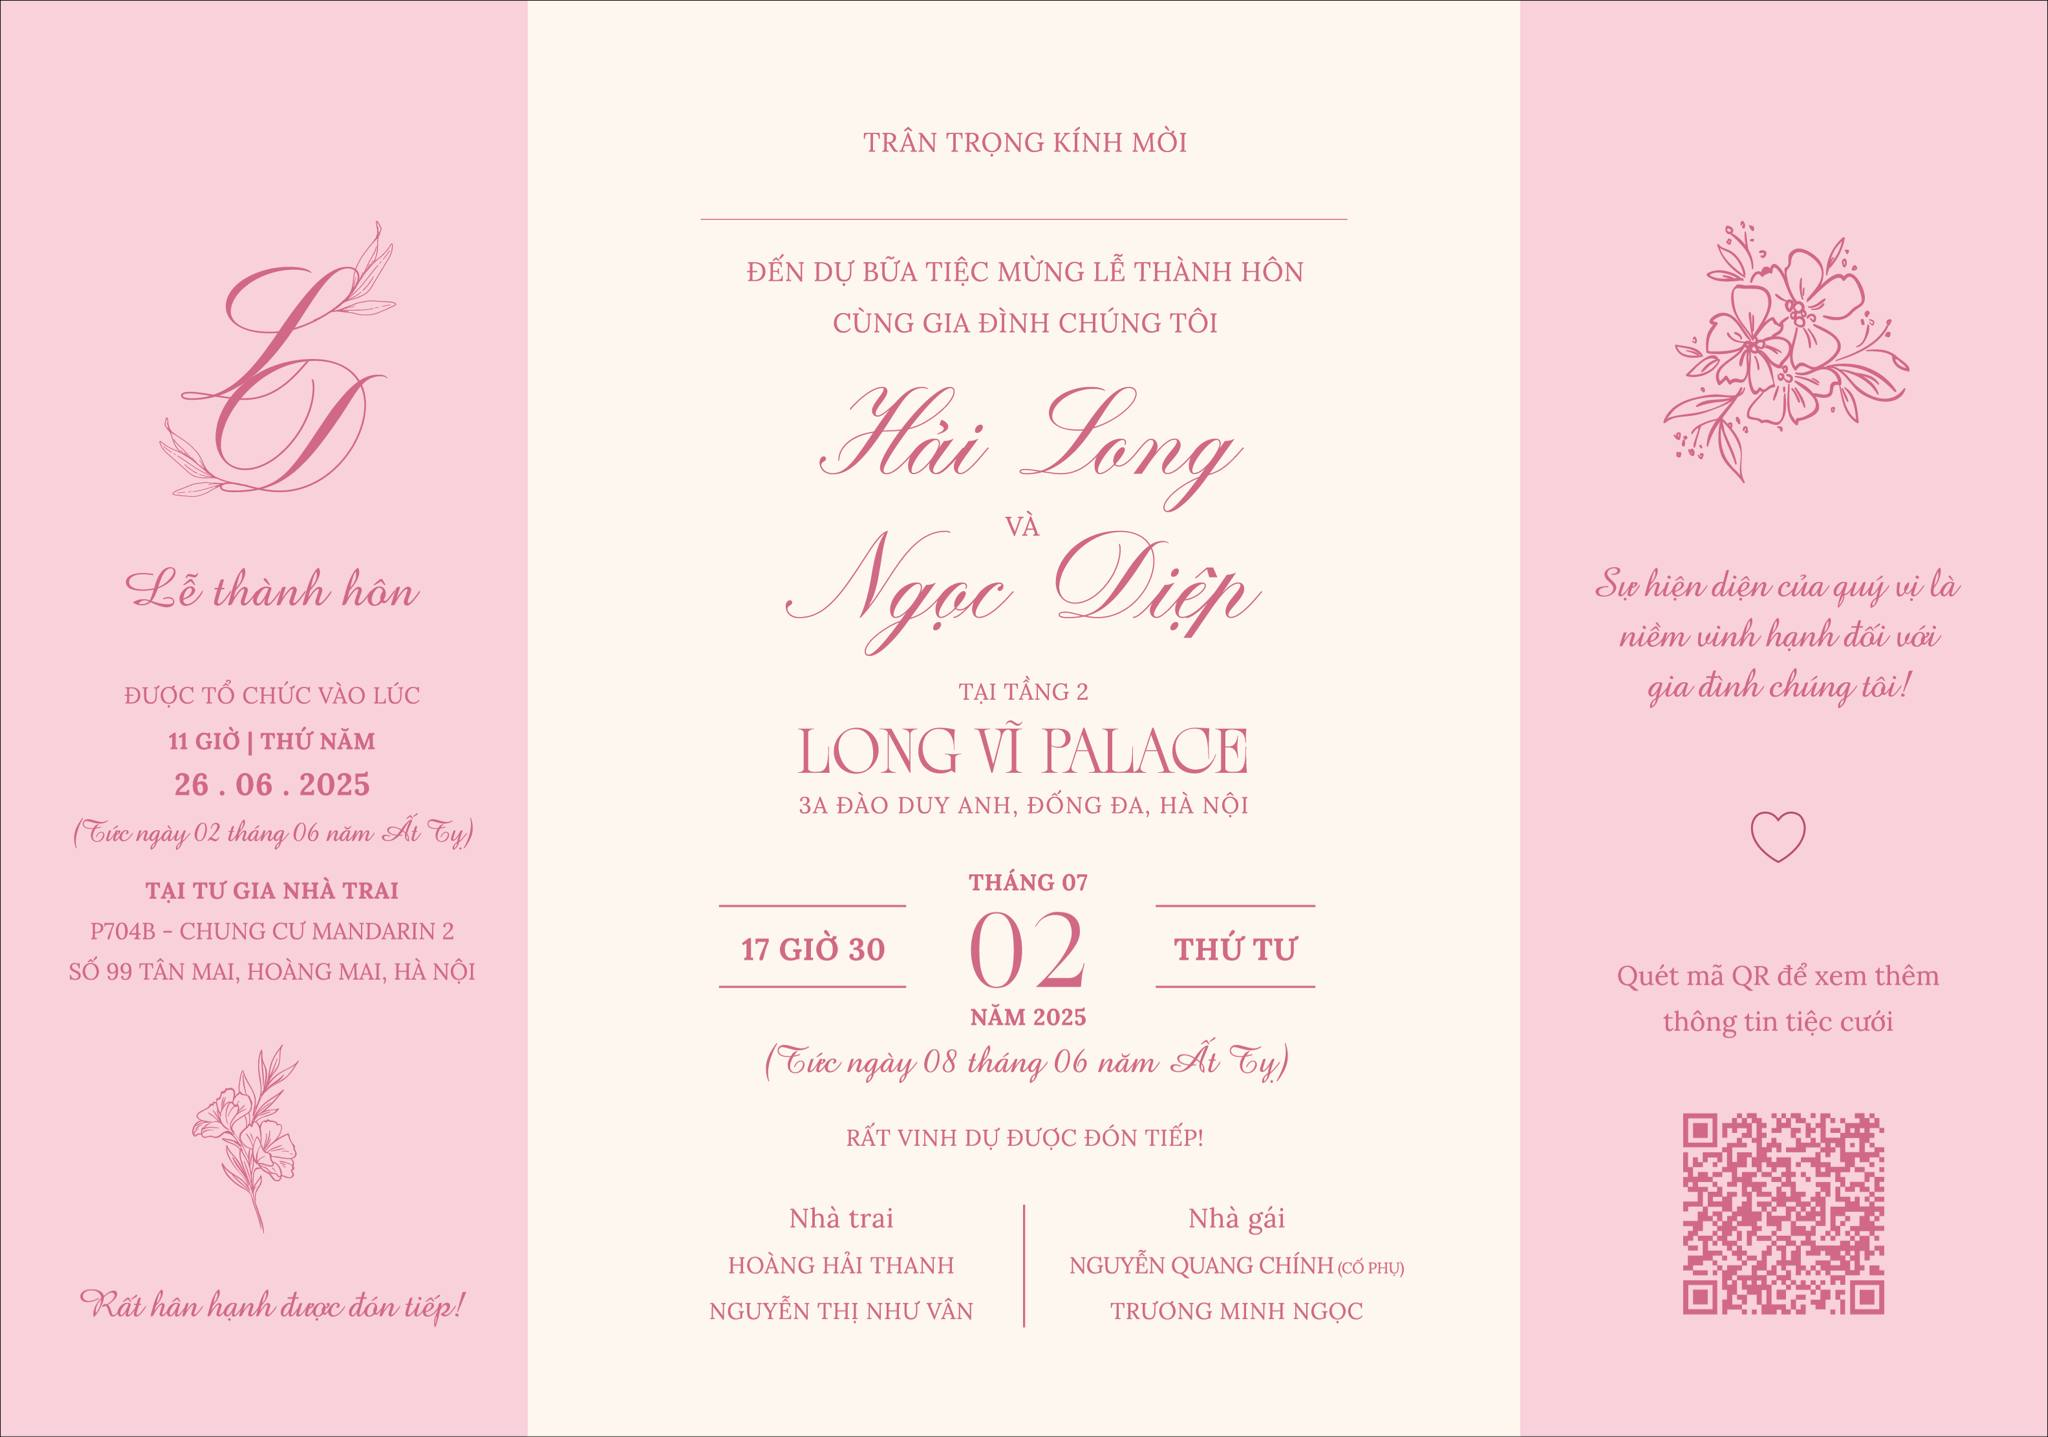 LD
Lễ thành hôn
ĐƯỢC TỔ CHỨC VÀO LÚC
11 GIỜ | THỨ NĂM
26 . 06 . 2025
(Tức ngày 02 tháng 06 năm Ất Tỵ)
TẠI TƯ GIA NHÀ TRAI
P704B - CHUNG CƯ MANDARIN 2
SỐ 99 TÂN MAI, HOÀNG MAI, HÀ NỘI
Rất hân hạnh được đón tiếp!
TRÂN TRỌNG KÍNH MỜI
ĐẾN DỰ BỮA TIỆC MỪNG LỄ THÀNH HÔN
CÙNG GIA ĐÌNH CHÚNG TÔI
Hải Long
VÀ
Ngọc Diệp
TẠI TẦNG 2
LONG VĨ PALACE
3A ĐÀO DUY ANH, ĐỐNG ĐA, HÀ NỘI
THÁNG 07
17 GIỜ 30
02
THỨ TƯ
NĂM 2025
(Tức ngày 08 tháng 06 năm Ất Tỵ)
RẤT VINH DỰ ĐƯỢC ĐÓN TIẾP!
Nhà trai
HOÀNG HẢI THANH
NGUYỄN THỊ NHƯ VÂN
Nhà gái
NGUYỄN QUANG CHÍNH (CỐ PHỤ)
TRƯƠNG MINH NGỌC
Sự hiện diện của quý vị là
niềm vinh hạnh đối với
gia đình chúng tôi!
Quét mã QR để xem thêm
thông tin tiệc cưới